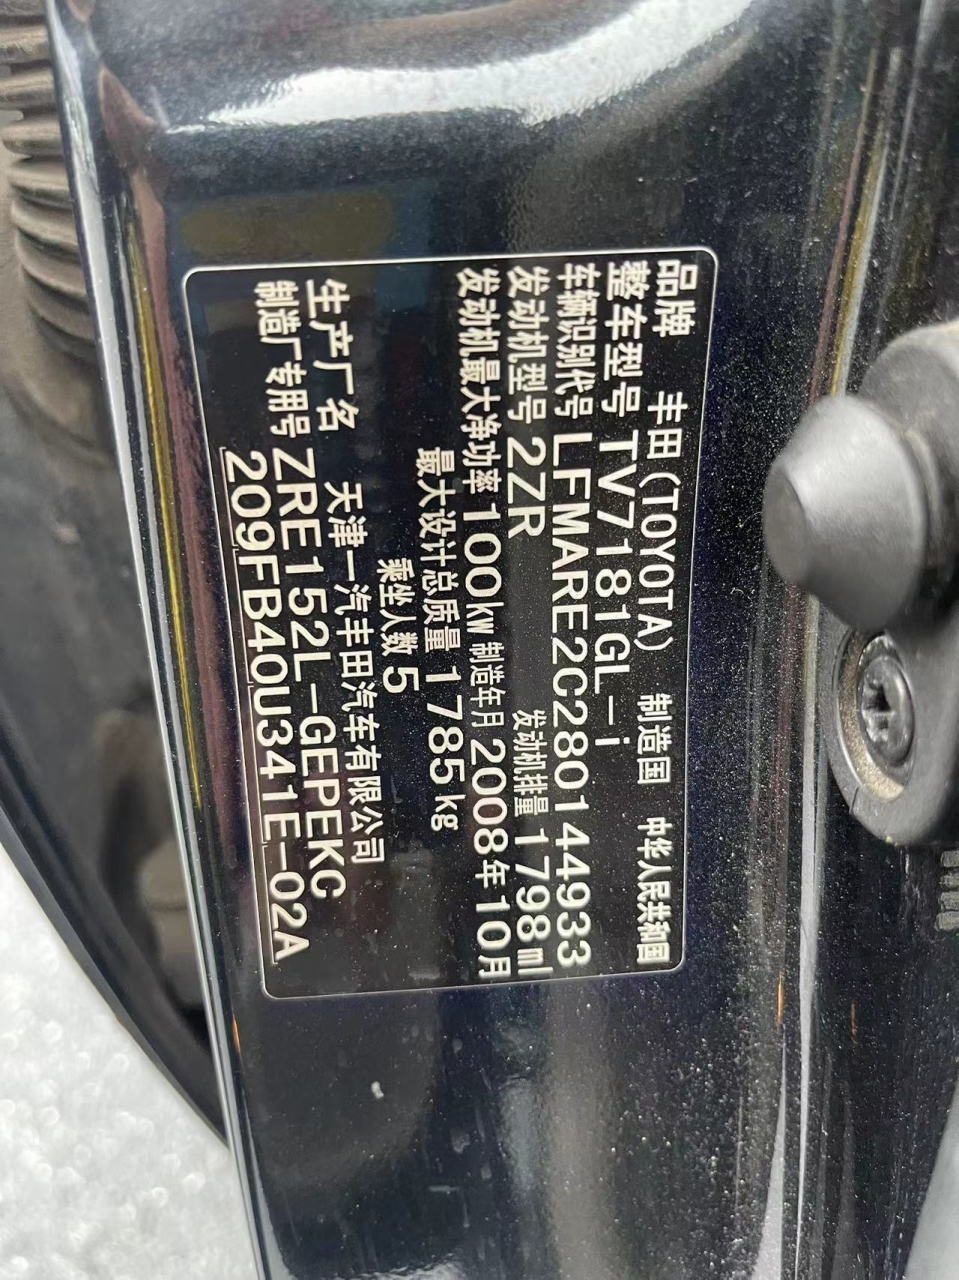 品牌 丰田(TOYOTA) 制造国 中华人民共和国
整车型号 TV7181GL-i
车辆识别代号 LFMARE2C280144933
发动机型号 2ZR 发动机排量 1798ml
发动机最大净功率 100kw 制造年月 2008年10月
最大设计总质量 1785kg
乘坐人数 5
生产厂名 天津一汽丰田汽车有限公司
制造厂专用号 ZRE152L-GEPEKC
209FB40U341E-02A